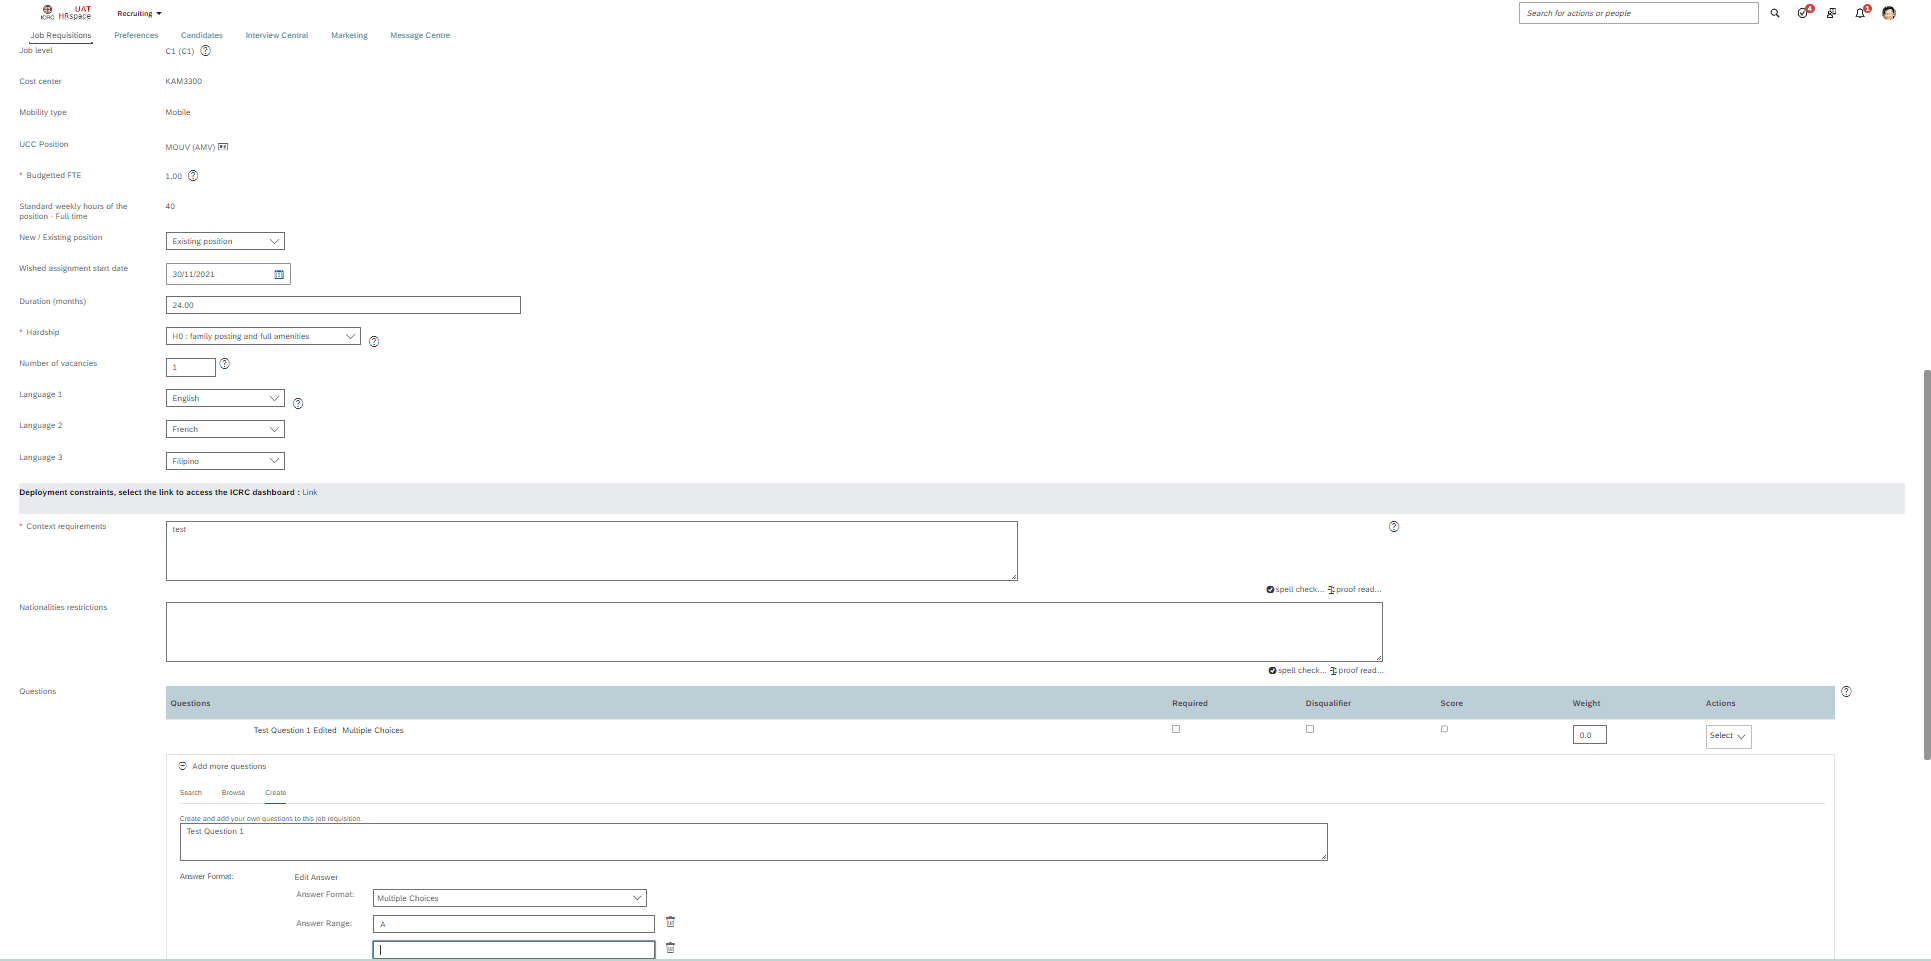 ICRC
UAT
HRspace
Recruiting
Search for actions or people
4
1
Job Requisitions
Preferences
Candidates
Interview Central
Marketing
Message Centre
Job level
C1 (C1)
Cost center
KAM3300
Mobility type
Mobile
UCC Position
MOUV (AMV)
* Budgetted FTE
1.00
Standard weekly hours of the
position - Full time
40
New / Existing position
Existing position
Wished assignment start date
30/11/2021
Duration (months)
24.00
* Hardship
H0 : family posting and full amenities
Number of vacancies
1
Language 1
English
Language 2
French
Language 3
Filipino
Deployment constraints, select the link to access the ICRC dashboard : Link
* Context requirements
test
spell check... proof read...
Nationalities restrictions
spell check... proof read...
Questions
Questions
Required
Disqualifier
Score
Weight
Actions
Test Question 1 Edited Multiple Choices
0.0
Select
Add more questions
Search
Browse
Create
Create and add your own questions to this job requisition.
Test Question 1
Answer Format:
Edit Answer
Answer Format:
Multiple Choices
Answer Range:
A